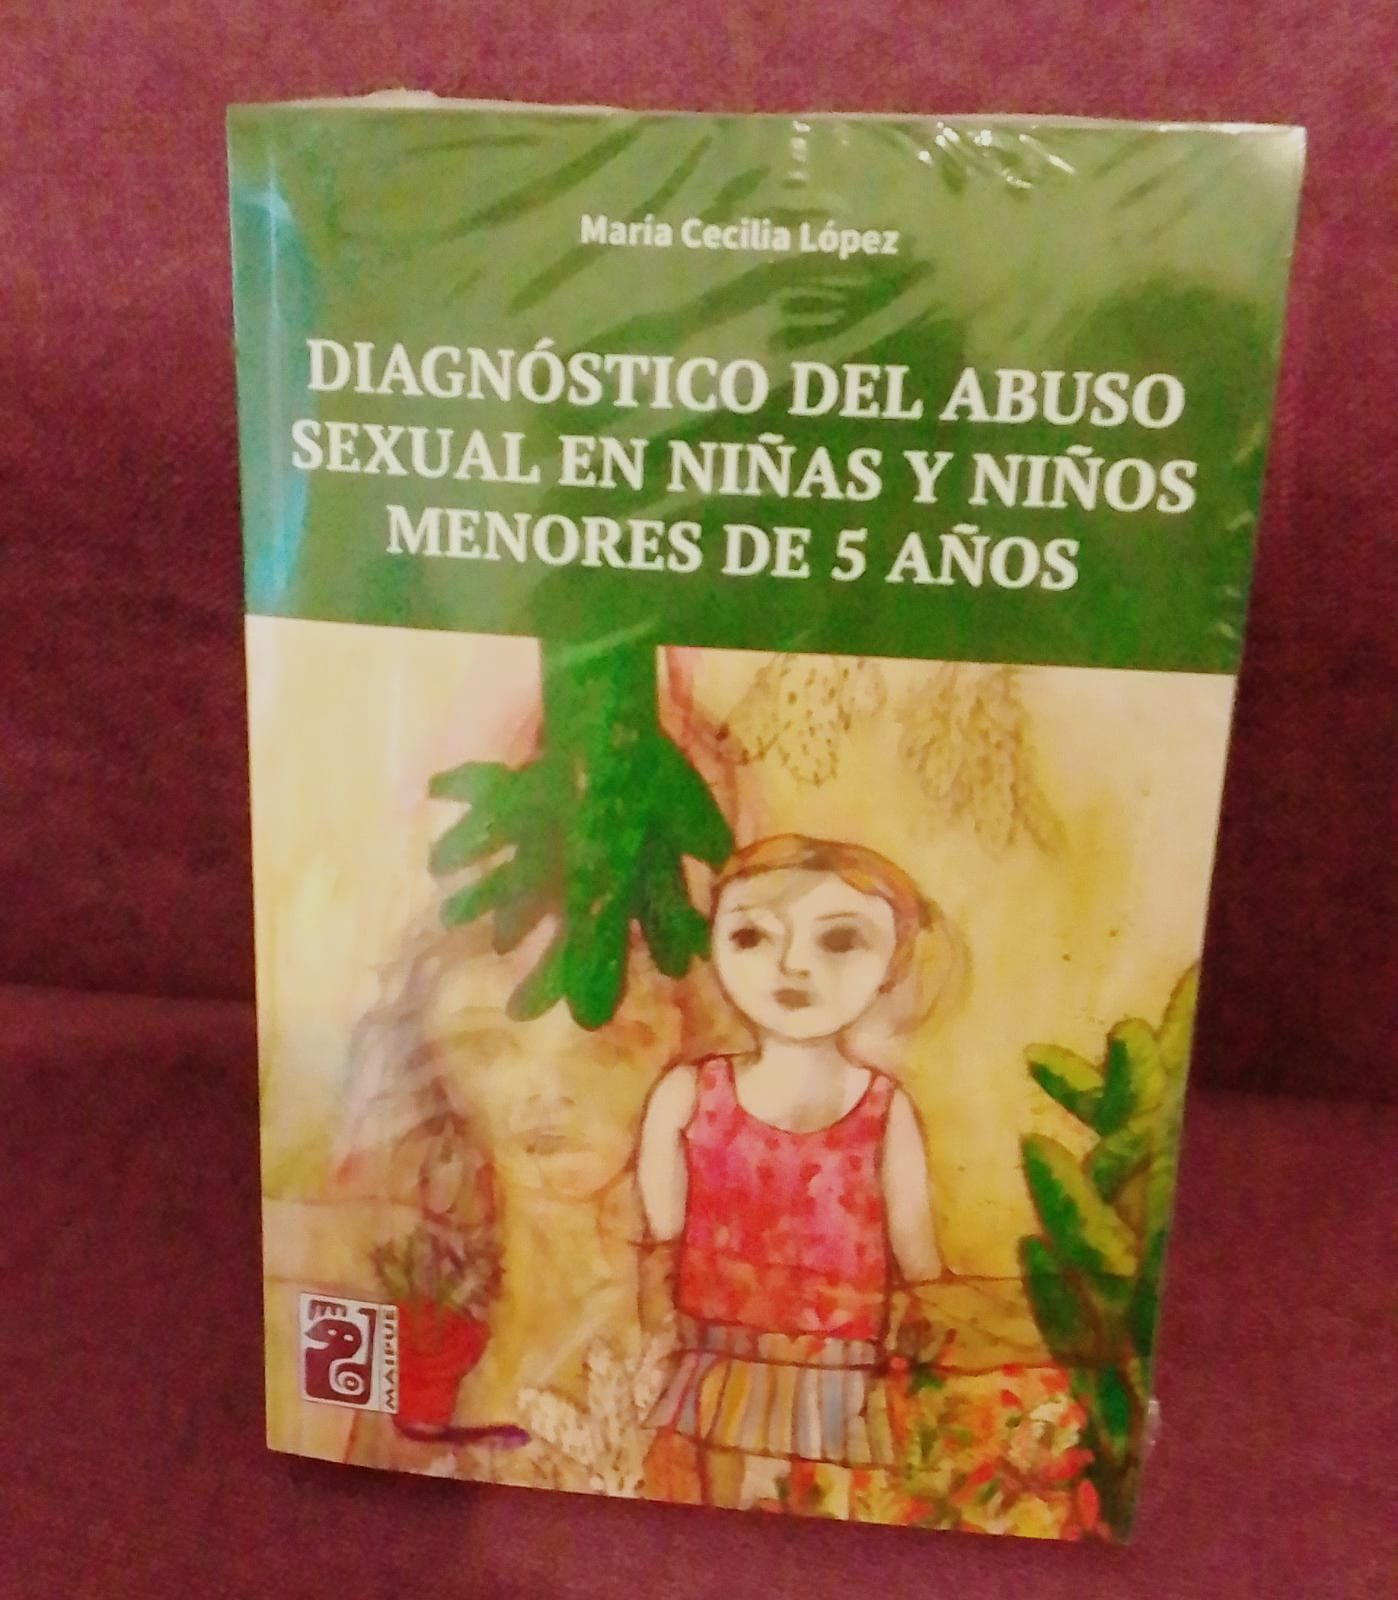 María Cecilia López
DIAGNÓSTICO DEL ABUSO
SEXUAL EN NIÑAS Y NIÑOS
MENORES DE 5 AÑOS
MAIPUE